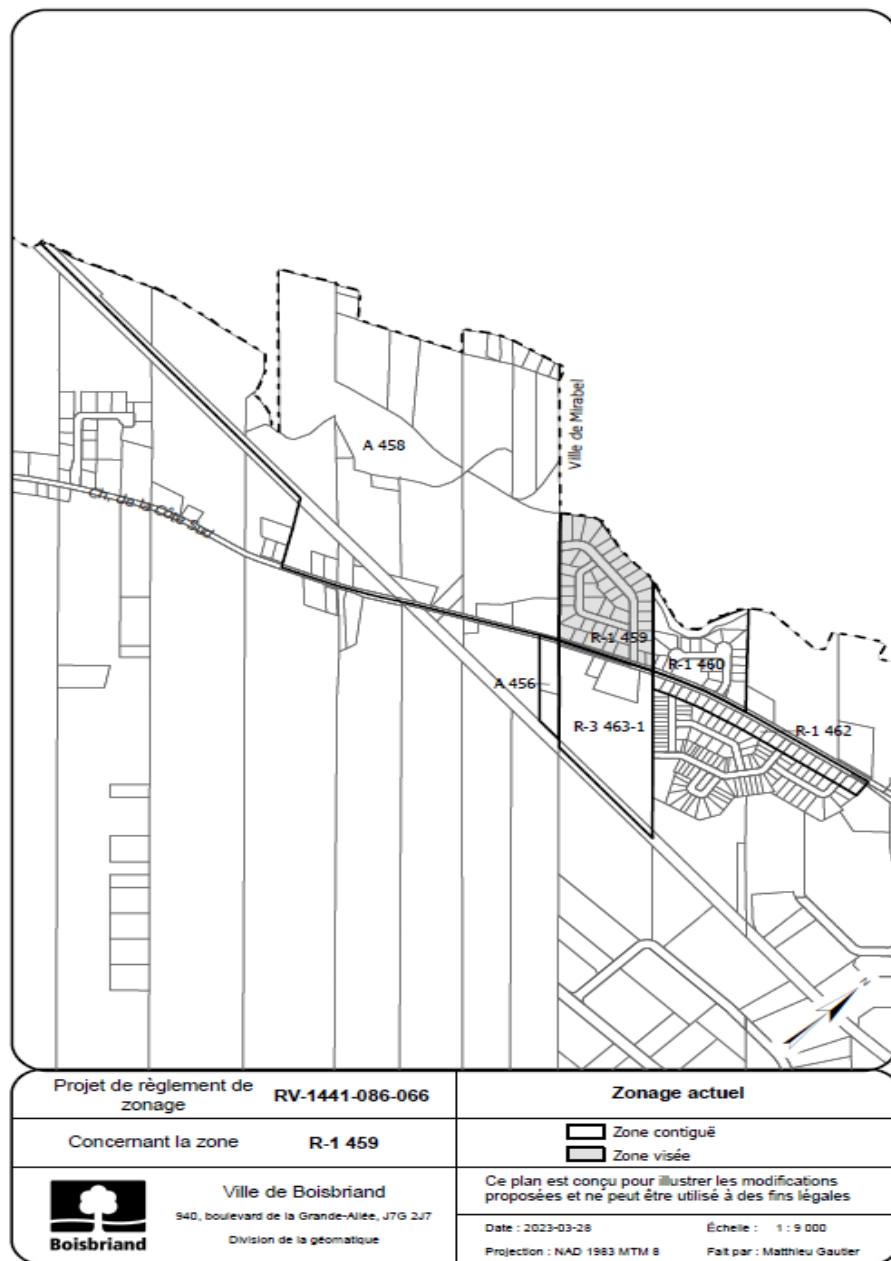 Ville de Mirabel
A 458
Ch. de la Côte Sud
R-1 459
R-1 460
A 456
R-3 463-1
R-1 462
N
Projet de règlement de
zonage
RV-1441-086-066
Zonage actuel
Concernant la zone
R-1 459
Zone contiguë
Zone visée
Boisbriand
Ville de Boisbriand
940, boulevard de la Grande-Allée, J7G 2J7
Division de la géomatique
Ce plan est conçu pour illustrer les modifications
proposées et ne peut être utilisé à des fins légales
Date : 2023-03-28
Échelle : 1 : 9 000
Projection : NAD 1983 MTM 8
Fait par : Matthieu Gautier